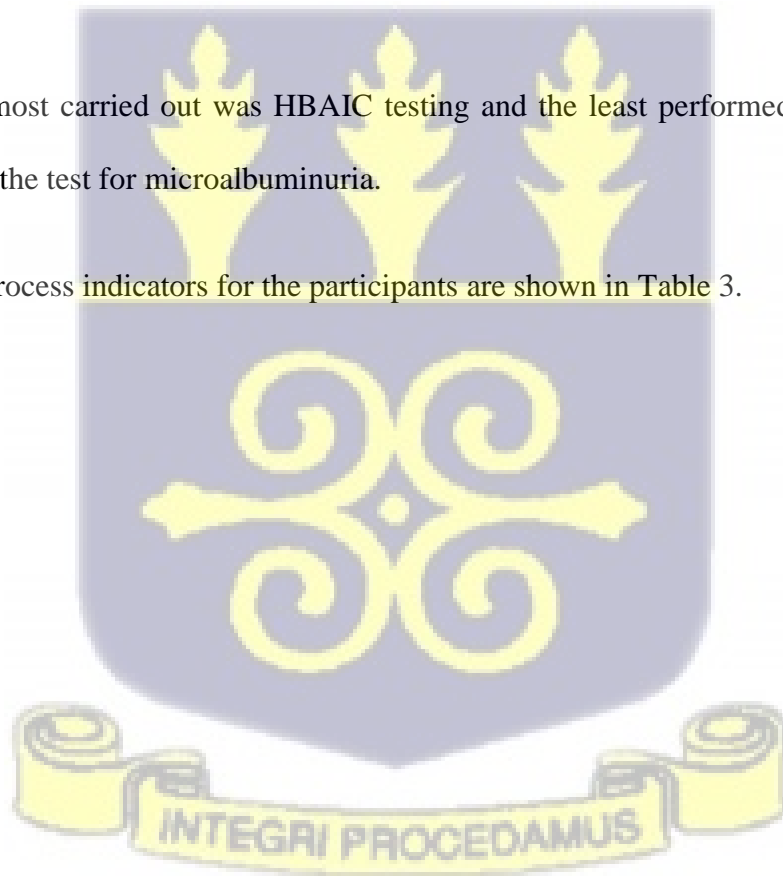 most carried out was HBAIC testing and the least performed
the test for microalbuminuria.
rocess indicators for the participants are shown in Table 3.
INTEGRI PROCEDAMUS